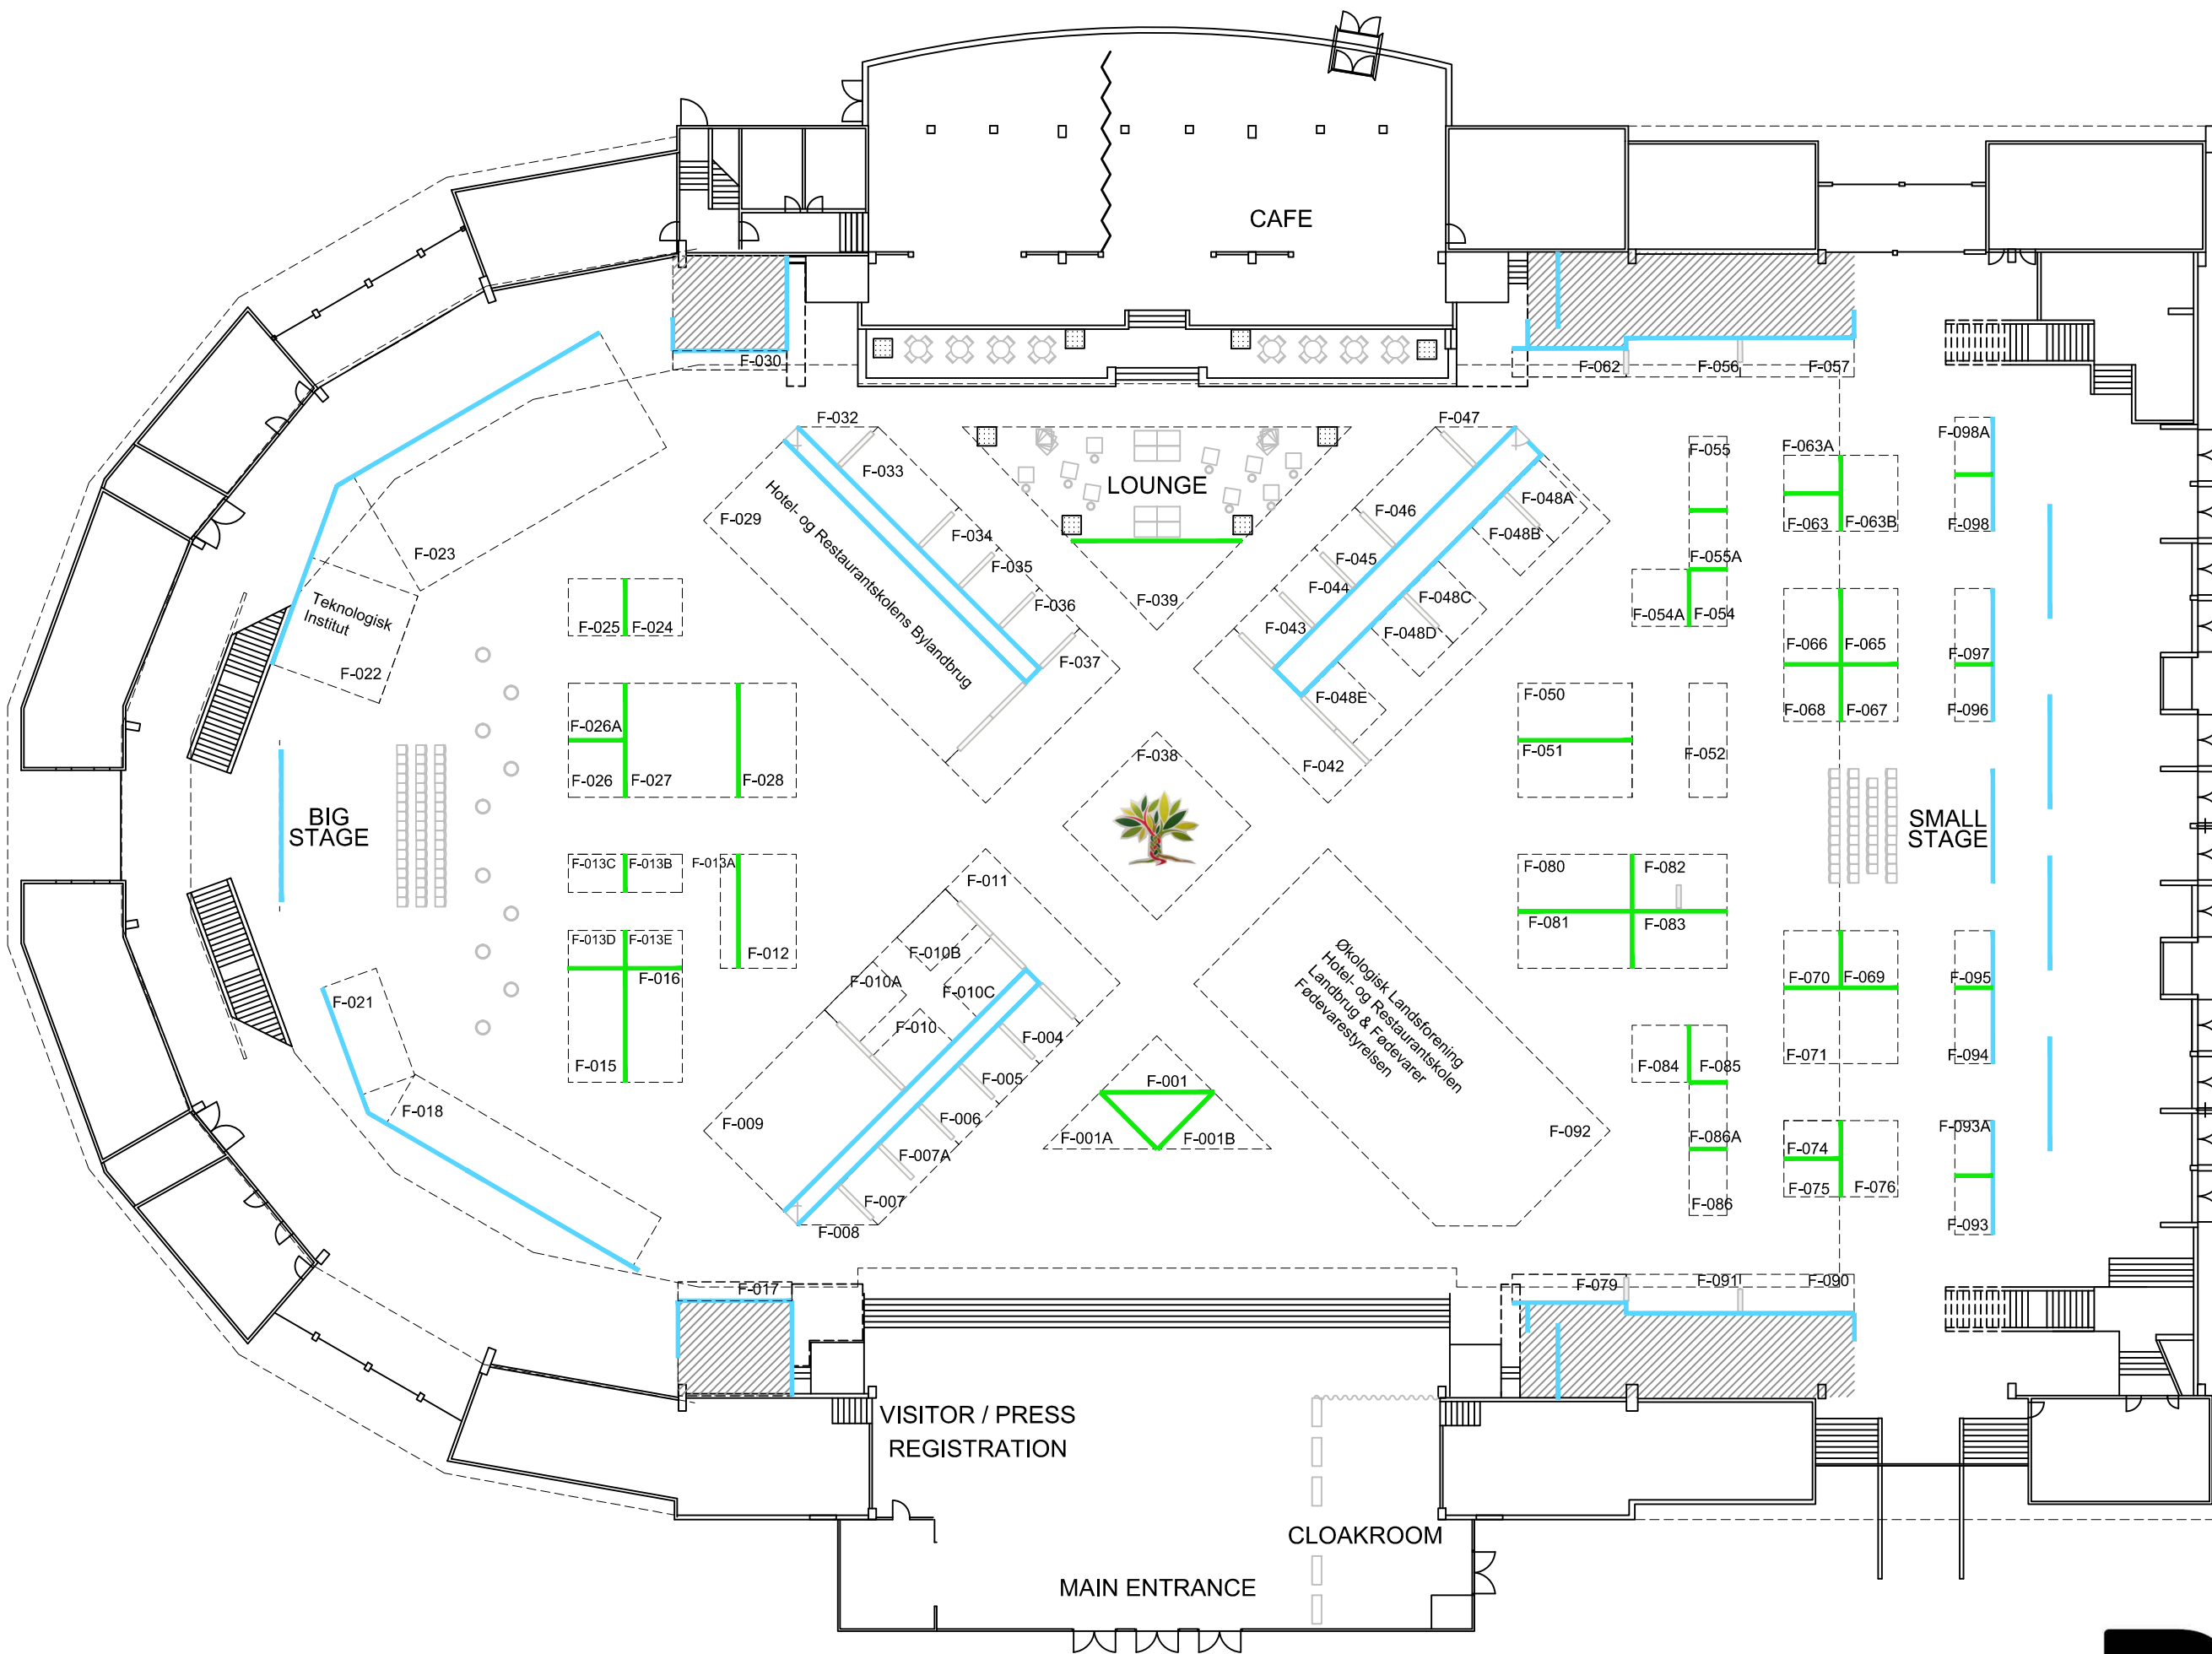 CAFE
F-030
F-062
F-056
F-057
F-032
F-047
F-033
LOUNGE
F-029
Hotel- og Restaurantskolens Bylandbrug
F-034
F-035
F-036
F-037
F-039
F-046
F-045
F-044
F-043
F-048A
F-048B
F-048C
F-048D
F-048E
F-042
F-055
F-055A
F-054A
F-054
F-063A
F-063
F-063B
F-098A
F-098
F-023
Teknologisk
Institut
F-022
F-025
F-024
F-066
F-065
F-068
F-067
F-097
F-096
F-026A
F-026
F-027
F-028
F-050
F-051
F-052
F-038
BIG
STAGE
SMALL
STAGE
F-013C
F-013B
F-013A
F-012
F-013D
F-013E
F-016
F-015
F-011
F-010B
F-010A
F-010C
F-010
F-009
F-004
F-005
F-006
F-007A
F-007
F-008
F-080
F-082
F-081
F-083
F-070
F-069
F-071
F-095
F-094
F-021
F-018
F-001
F-001A
F-001B
Økologisk Landsforening
Hotel- og Restaurantskolen
Landbrug & Fødevarer
Fødevarestyrelsen
F-092
F-084
F-085
F-086A
F-086
F-074
F-075
F-076
F-093A
F-093
F-017
F-079
F-091
F-090
VISITOR / PRESS
REGISTRATION
CLOAKROOM
MAIN ENTRANCE